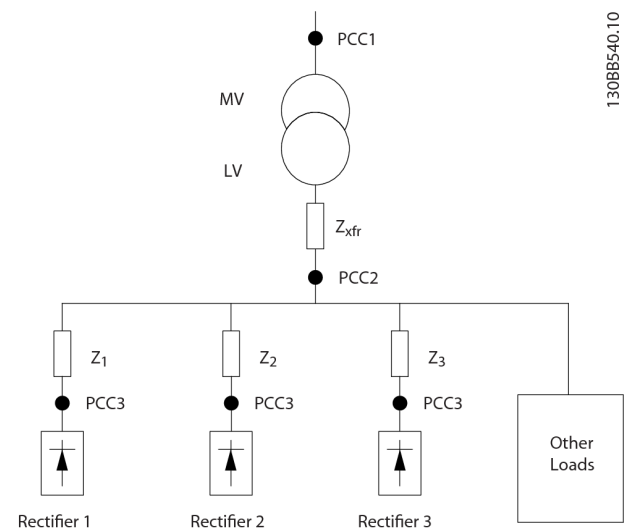 PCC1
130BB540.10
MV
LV
Zxfr
PCC2
Z1
Z2
Z3
PCC3
PCC3
PCC3
Other
Loads
Rectifier 1
Rectifier 2
Rectifier 3